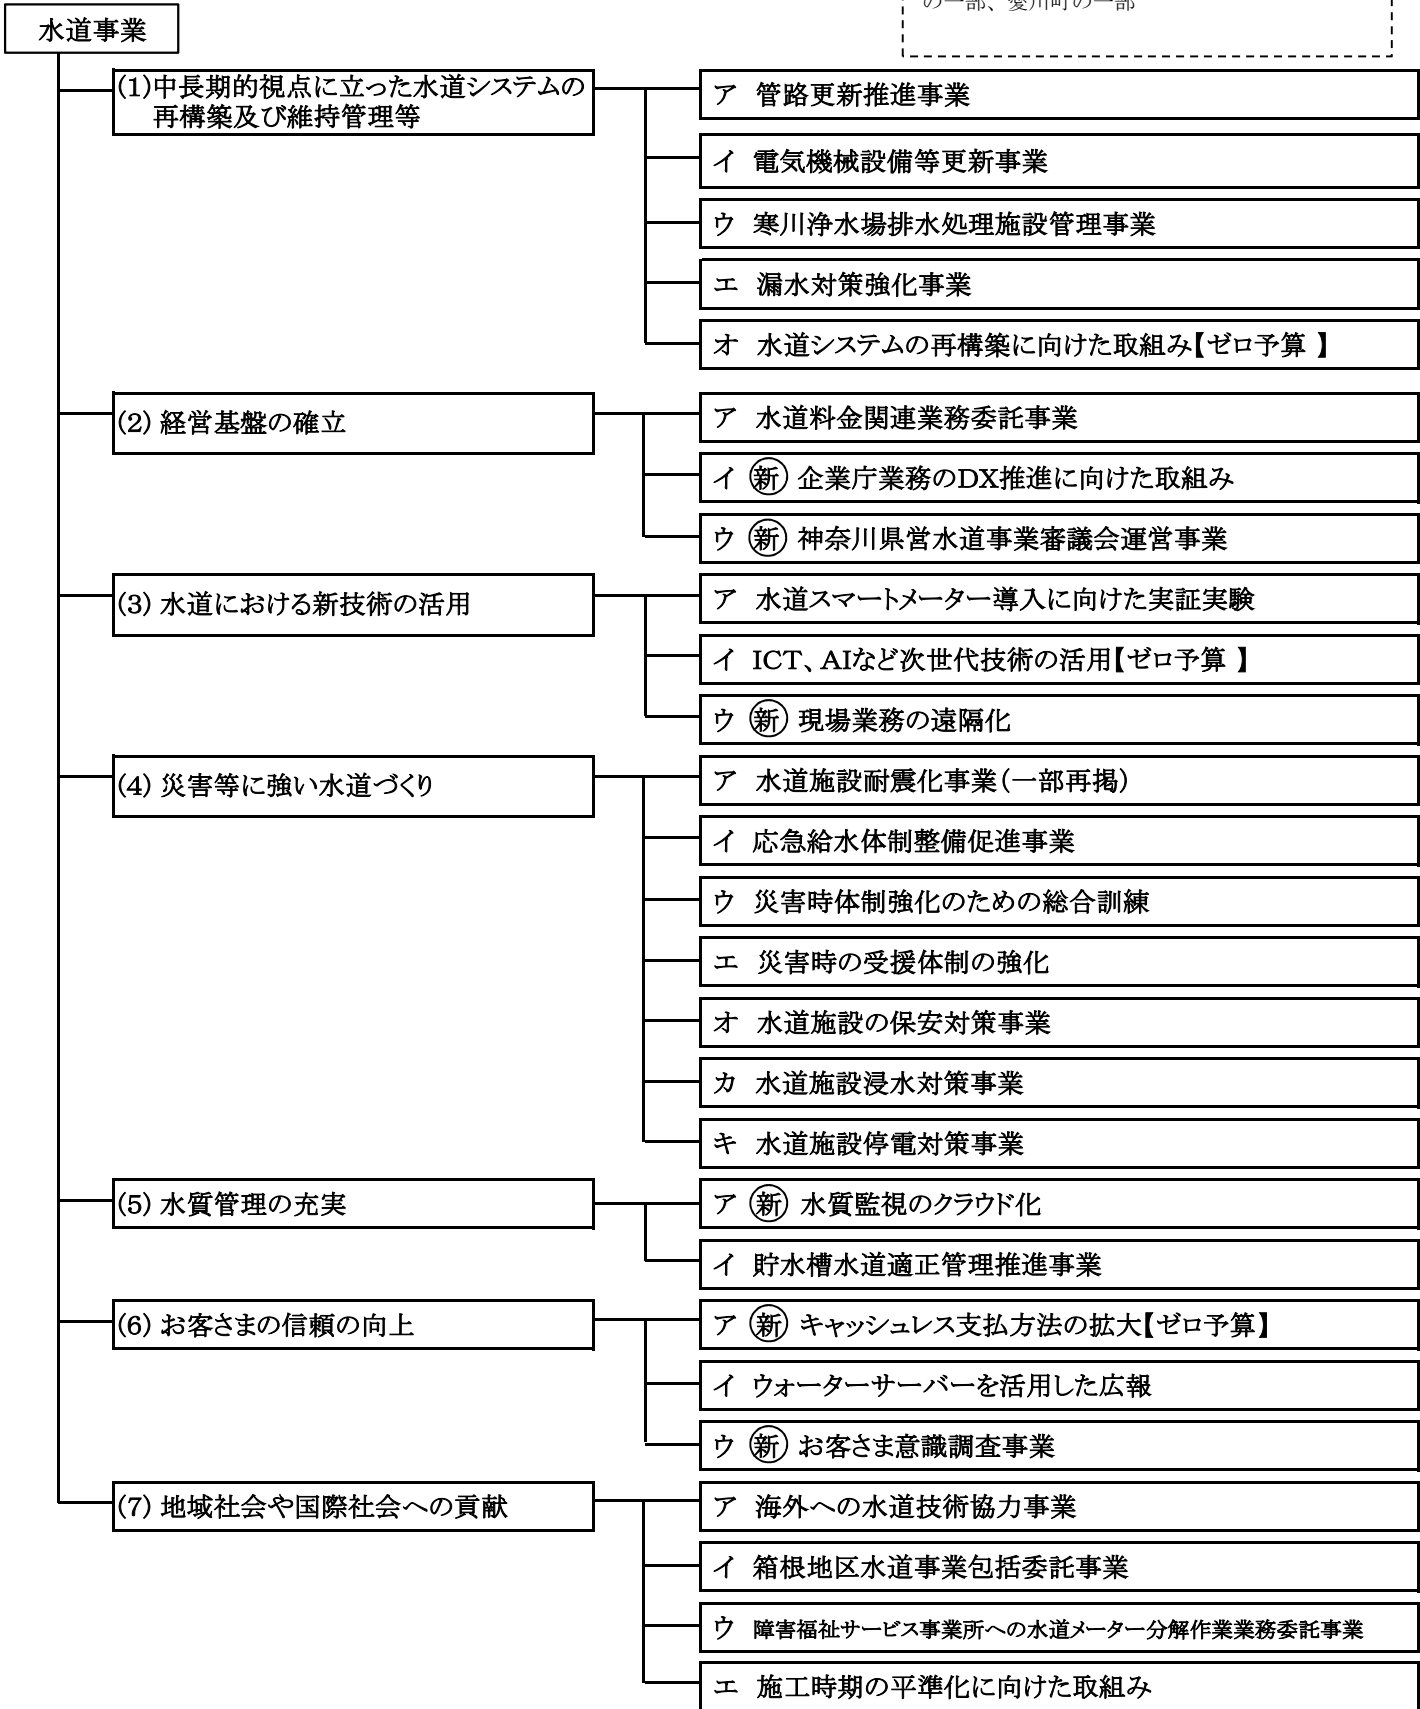 の一部、愛川町の一部
水道事業
(1)中長期的視点に立った水道システムの
再構築及び維持管理等
ア 管路更新推進事業
イ 電気機械設備等更新事業
ウ 寒川浄水場排水処理施設管理事業
エ 漏水対策強化事業
オ 水道システムの再構築に向けた取組み【ゼロ予算 】
(2) 経営基盤の確立
ア 水道料金関連業務委託事業
イ ㊟新 企業庁業務のDX推進に向けた取組み
ウ 新 神奈川県営水道事業審議会運営事業
(3) 水道における新技術の活用
ア 水道スマートメーター導入に向けた実証実験
イ ICT、AIなど次世代技術の活用【ゼロ予算 】
ウ 新 現場業務の遠隔化
(4) 災害等に強い水道づくり
ア 水道施設耐震化事業(一部再掲)
イ 応急給水体制整備促進事業
ウ 災害時体制強化のための総合訓練
エ 災害時の受援体制の強化
オ 水道施設の保安対策事業
カ 水道施設浸水対策事業
キ 水道施設停電対策事業
(5) 水質管理の充実
ア 新 水質監視のクラウド化
イ 貯水槽水道適正管理推進事業
(6) お客さまの信頼の向上
ア 新 キャッシュレス支払方法の拡大【ゼロ予算】
イ ウォーターサーバーを活用した広報
ウ 新 お客さま意識調査事業
(7) 地域社会や国際社会への貢献
ア 海外への水道技術協力事業
イ 箱根地区水道事業包括委託事業
ウ 障害福祉サービス事業所への水道メーター分解作業業務委託事業
エ 施工時期の平準化に向けた取組み